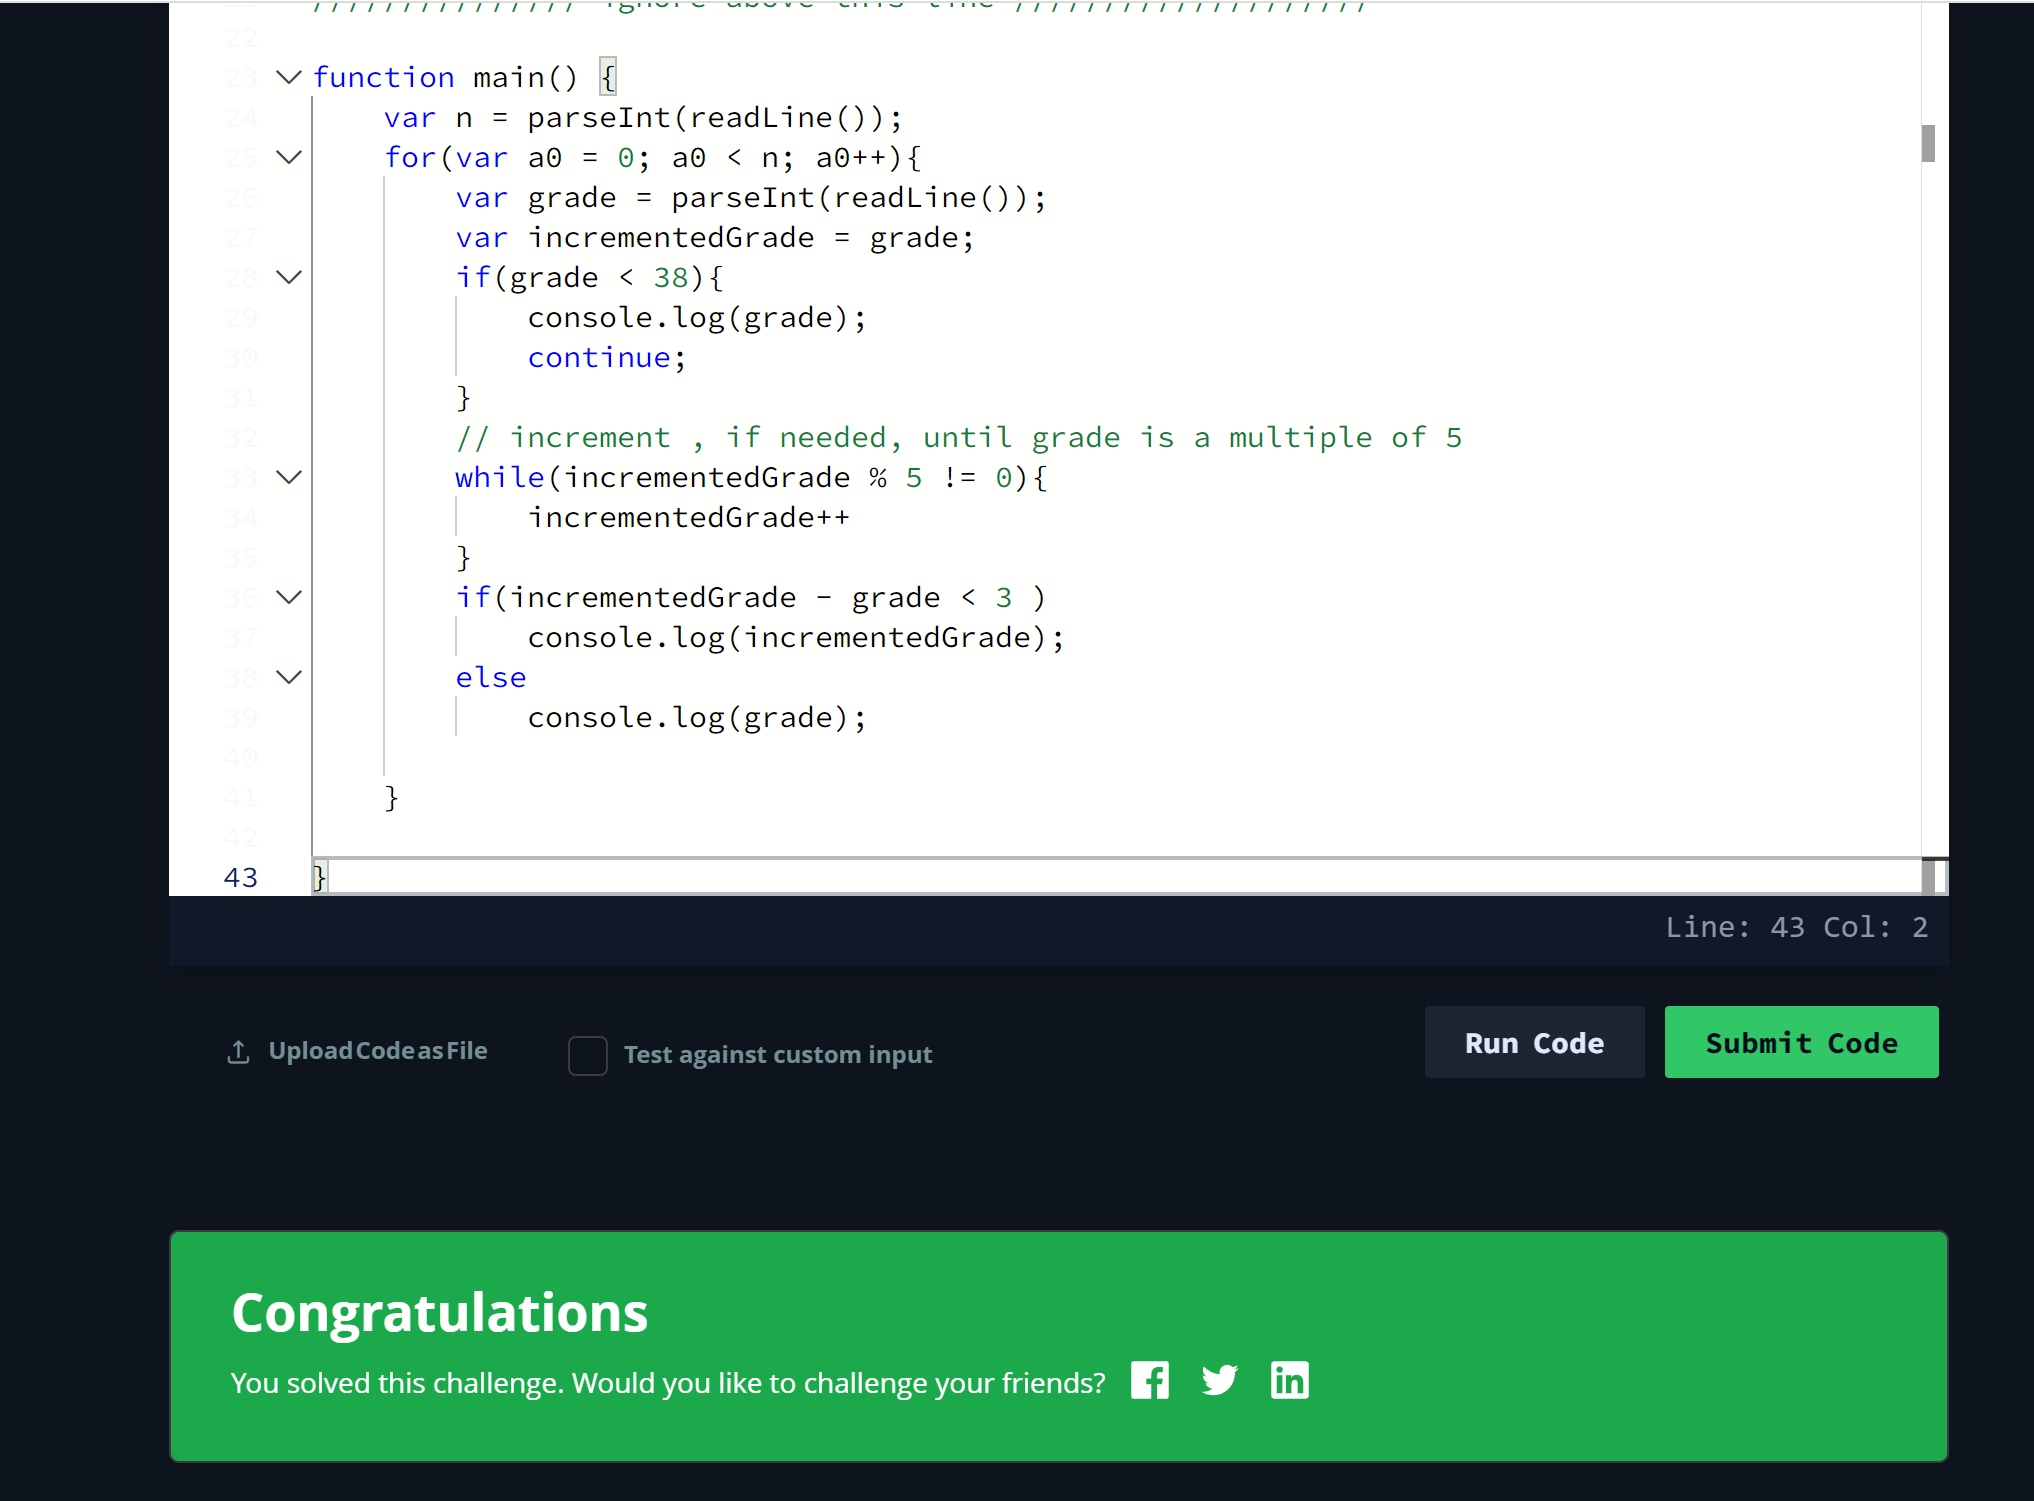 /////////////// ignore above this line ////////////////////
22
23 function main() {
24 var n = parseInt(readLine());
25 for(var a0 = 0; a0 < n; a0++){
26 var grade = parseInt(readLine());
27 var incrementedGrade = grade;
28 if(grade < 38){
29 console.log(grade);
30 continue;
31 }
32 // increment , if needed, until grade is a multiple of 5
33 while(incrementedGrade % 5 != 0){
34 incrementedGrade++
35 }
36 if(incrementedGrade - grade < 3 )
37 console.log(incrementedGrade);
38 else
39 console.log(grade);
40
41 }
42
43 }
Line: 43 Col: 2
Upload Code as File
Test against custom input
Run Code
Submit Code
Congratulations
You solved this challenge. Would you like to challenge your friends?